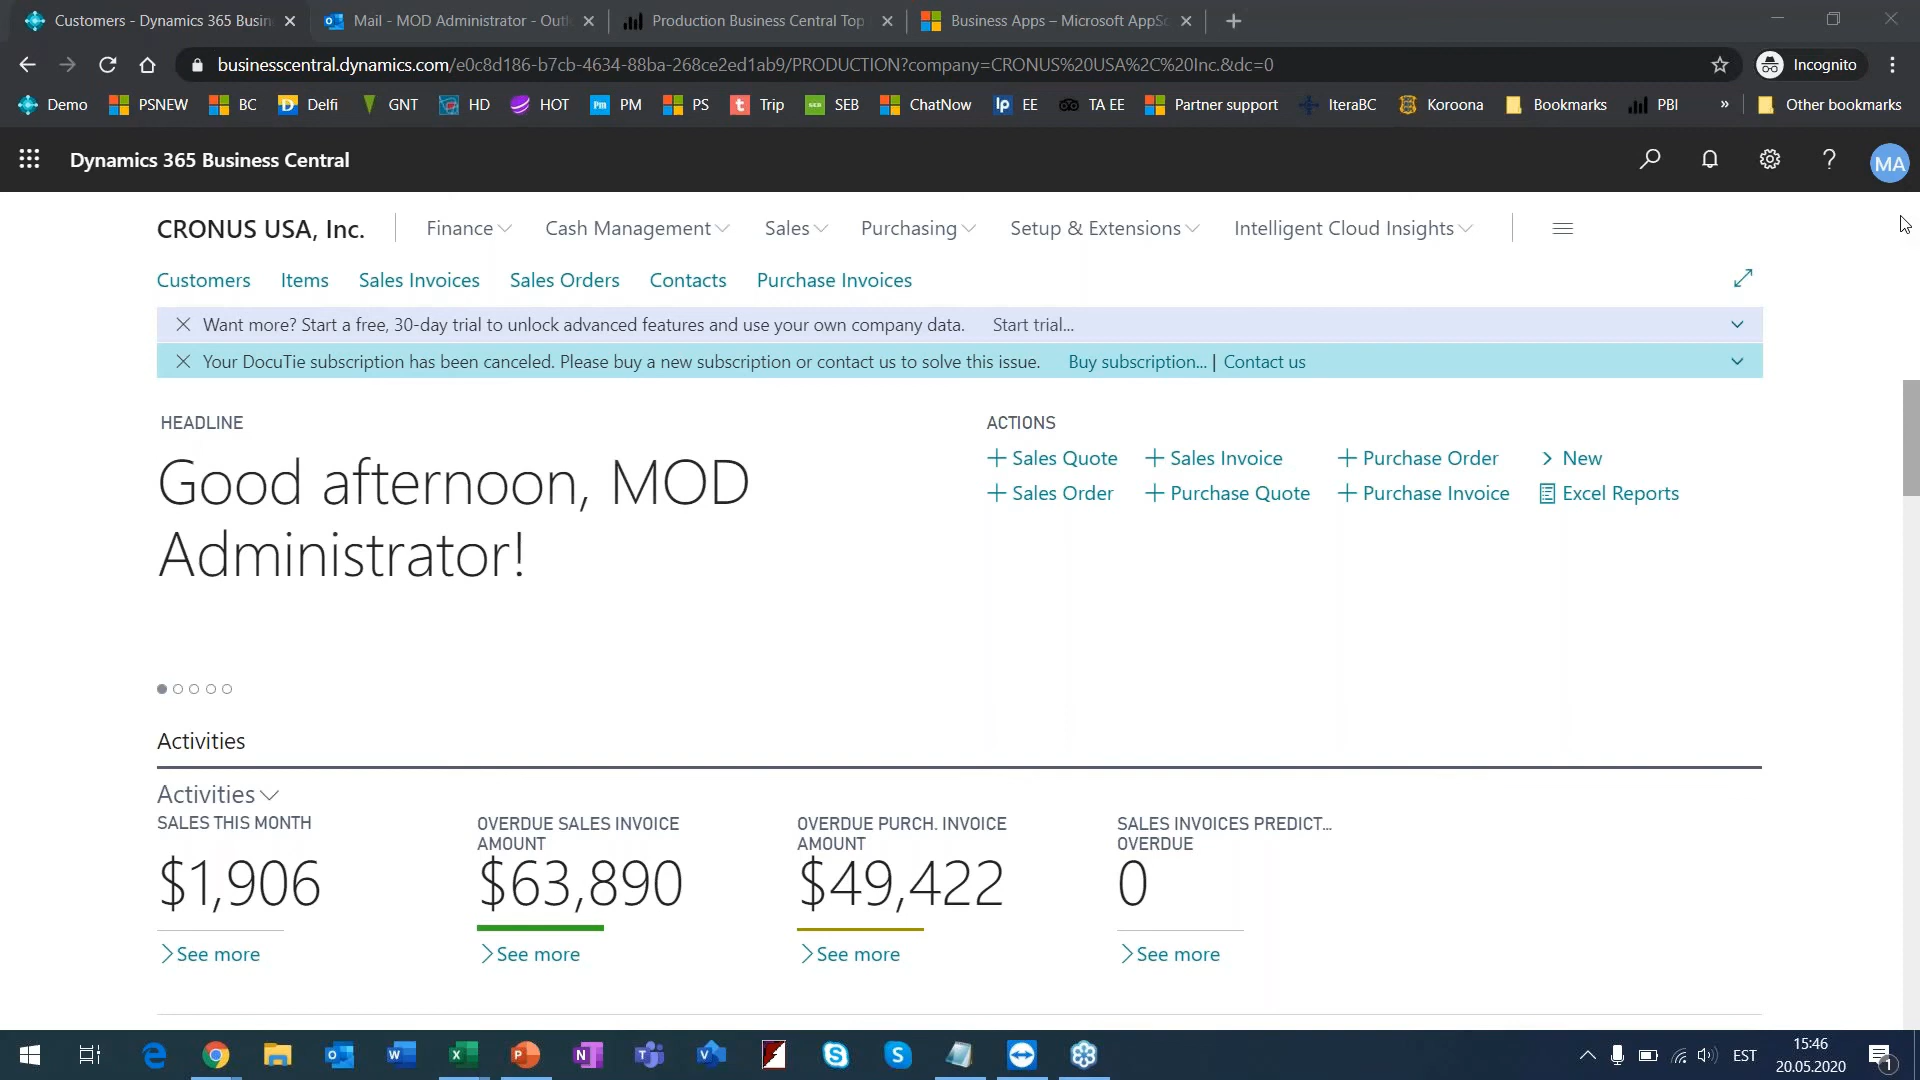 Customers - Dynamics 365 Busin
Mail - MOD Administrator - Outl
Production Business Central Top
Business Apps – Microsoft AppSo
businesscentral.dynamics.com/e0c8d186-b7cb-4634-88ba-268ce2ed1ab9/PRODUCTION?company=CRONUS%20USA%2C%20Inc.&dc=0
Incognito
Demo PSNEW BC Delfi GNT HD HOT PM PS Trip SEB ChatNow EE TA EE Partner support IteraBC Koroona Bookmarks PBI » Other bookmarks
Dynamics 365 Business Central
MA
CRONUS USA, Inc. Finance Cash Management Sales Purchasing Setup & Extensions Intelligent Cloud Insights
Customers Items Sales Invoices Sales Orders Contacts Purchase Invoices
Want more? Start a free, 30-day trial to unlock advanced features and use your own company data. Start trial...
Your DocuTie subscription has been canceled. Please buy a new subscription or contact us to solve this issue. Buy subscription... | Contact us
HEADLINE
Good afternoon, MOD
Administrator!
ACTIONS
+ Sales Quote + Sales Invoice + Purchase Order > New
+ Sales Order + Purchase Quote + Purchase Invoice Excel Reports
Activities
Activities
SALES THIS MONTH
$1,906
See more
OVERDUE SALES INVOICE
AMOUNT
$63,890
See more
OVERDUE PURCH. INVOICE
AMOUNT
$49,422
See more
SALES INVOICES PREDICT...
OVERDUE
0
See more
EST
15:46
20.05.2020
1